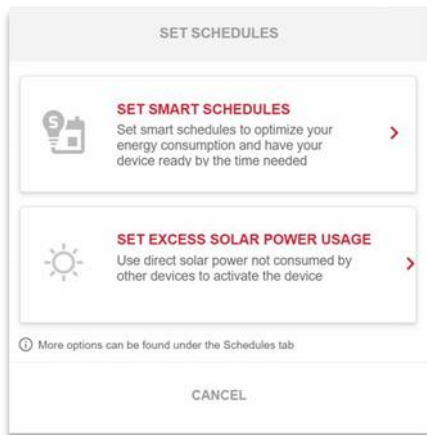 SET SCHEDULES
SET SMART SCHEDULES
Set smart schedules to optimize your
energy consumption and have your
device ready by the time needed
SET EXCESS SOLAR POWER USAGE
Use direct solar power not consumed by
other devices to activate the device
More options can be found under the Schedules tab
CANCEL